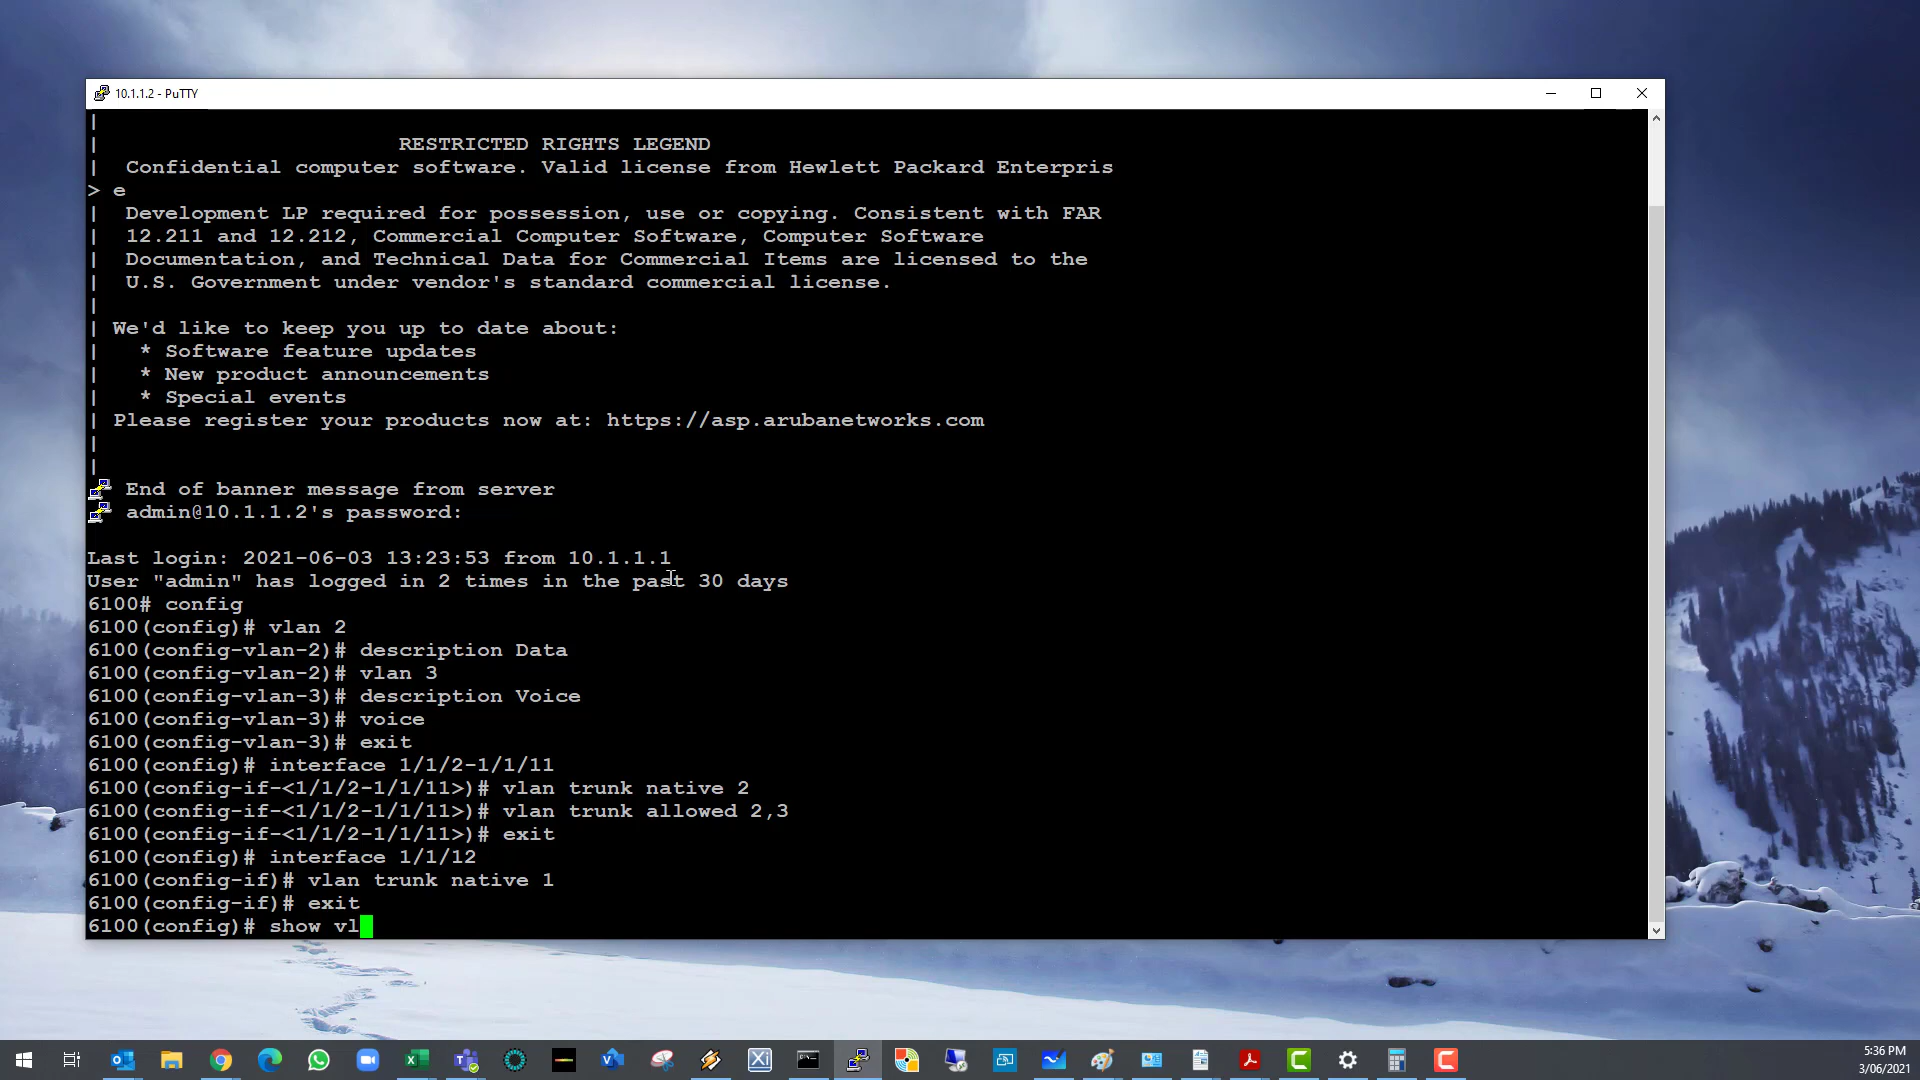 10.1.1.2 - PuTTY
|
| RESTRICTED RIGHTS LEGEND
| Confidential computer software. Valid license from Hewlett Packard Enterpris
> e
| Development LP required for possession, use or copying. Consistent with FAR
| 12.211 and 12.212, Commercial Computer Software, Computer Software
| Documentation, and Technical Data for Commercial Items are licensed to the
| U.S. Government under vendor's standard commercial license.
|
| We'd like to keep you up to date about:
| * Software feature updates
| * New product announcements
| * Special events
| Please register your products now at: https://asp.arubanetworks.com
|
|
End of banner message from server
admin@10.1.1.2's password:
Last login: 2021-06-03 13:23:53 from 10.1.1.1
User "admin" has logged in 2 times in the past 30 days
6100# config
6100(config)# vlan 2
6100(config-vlan-2)# description Data
6100(config-vlan-2)# vlan 3
6100(config-vlan-3)# description Voice
6100(config-vlan-3)# voice
6100(config-vlan-3)# exit
6100(config)# interface 1/1/2-1/1/11
6100(config-if-<1/1/2-1/1/11>)# vlan trunk native 2
6100(config-if-<1/1/2-1/1/11>)# vlan trunk allowed 2,3
6100(config-if-<1/1/2-1/1/11>)# exit
6100(config)# interface 1/1/12
6100(config-if)# vlan trunk native 1
6100(config-if)# exit
6100(config)# show vl
5:36 PM
3/06/2021